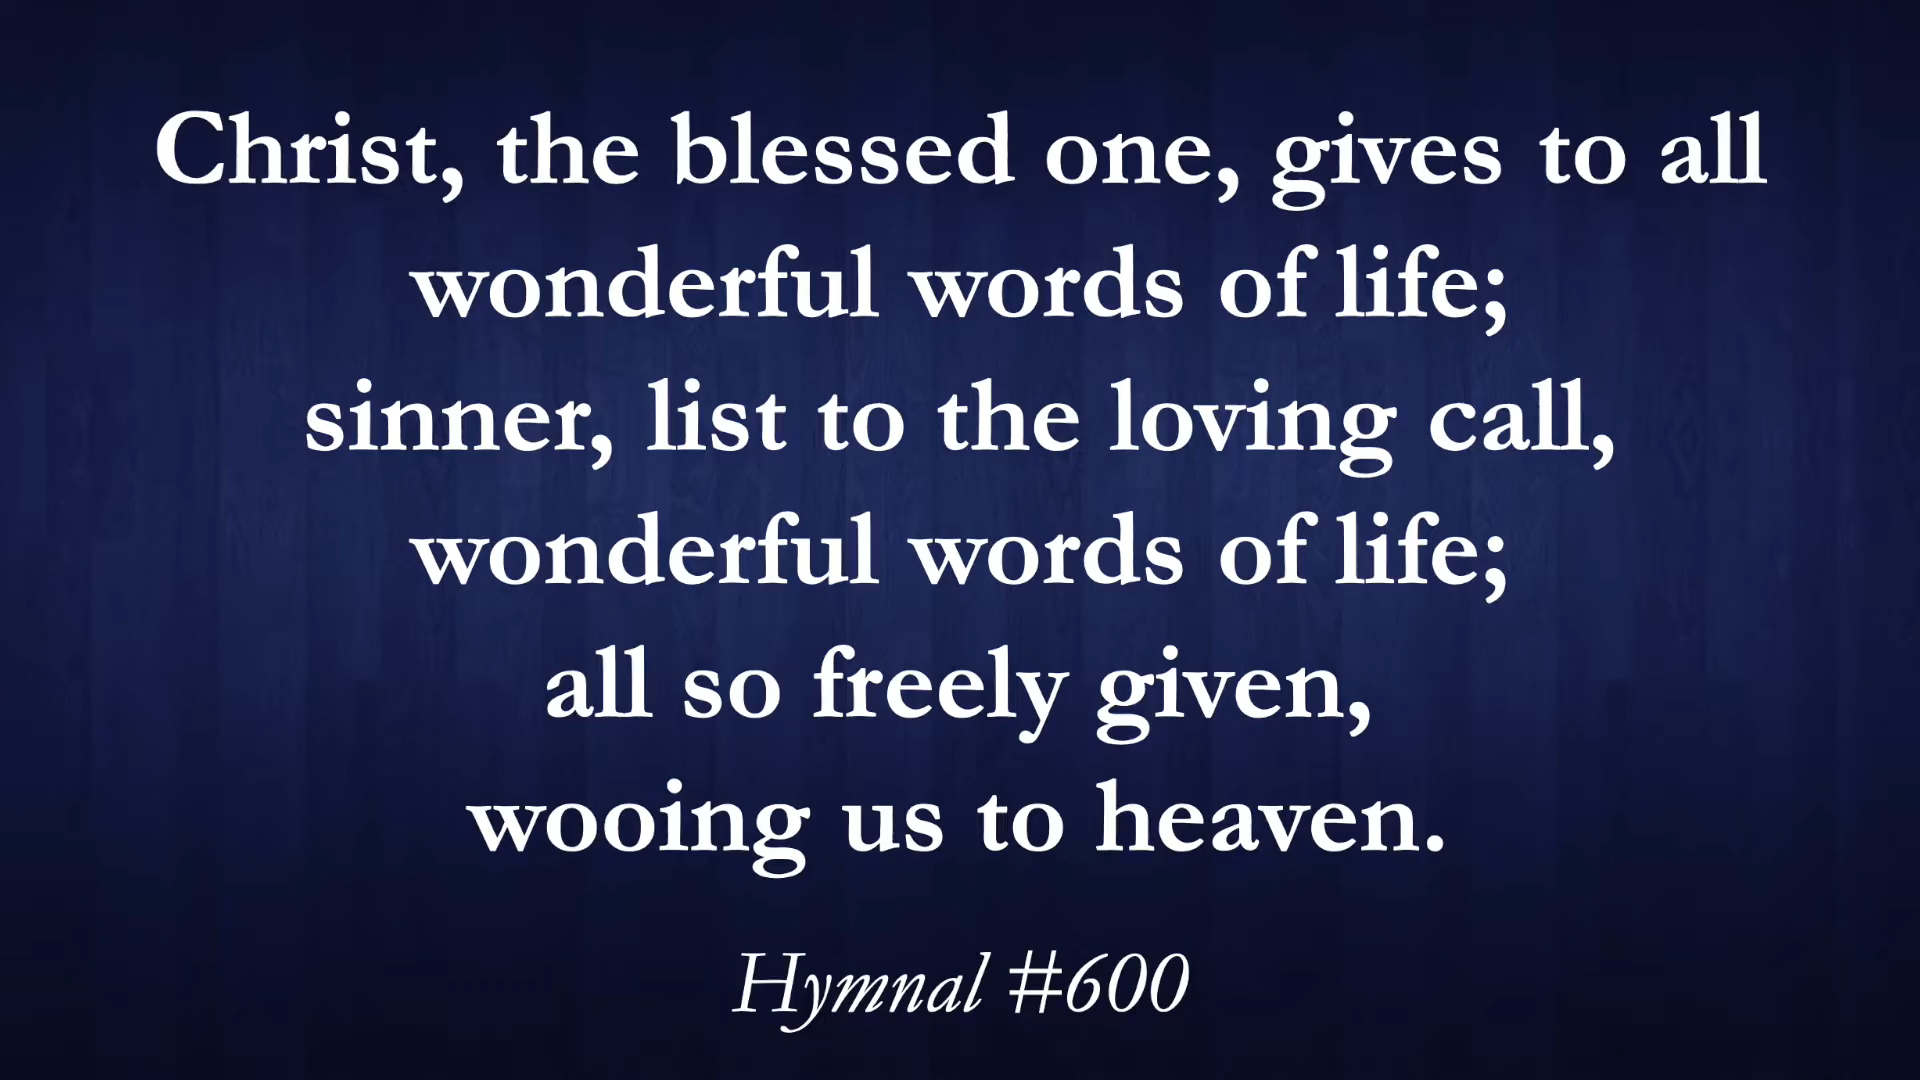 Christ, the blessed one, gives to all
wonderful words of life;
sinner, list to the loving call,
wonderful words of life;
all so freely given,
wooing us to heaven.
Hymnal #600